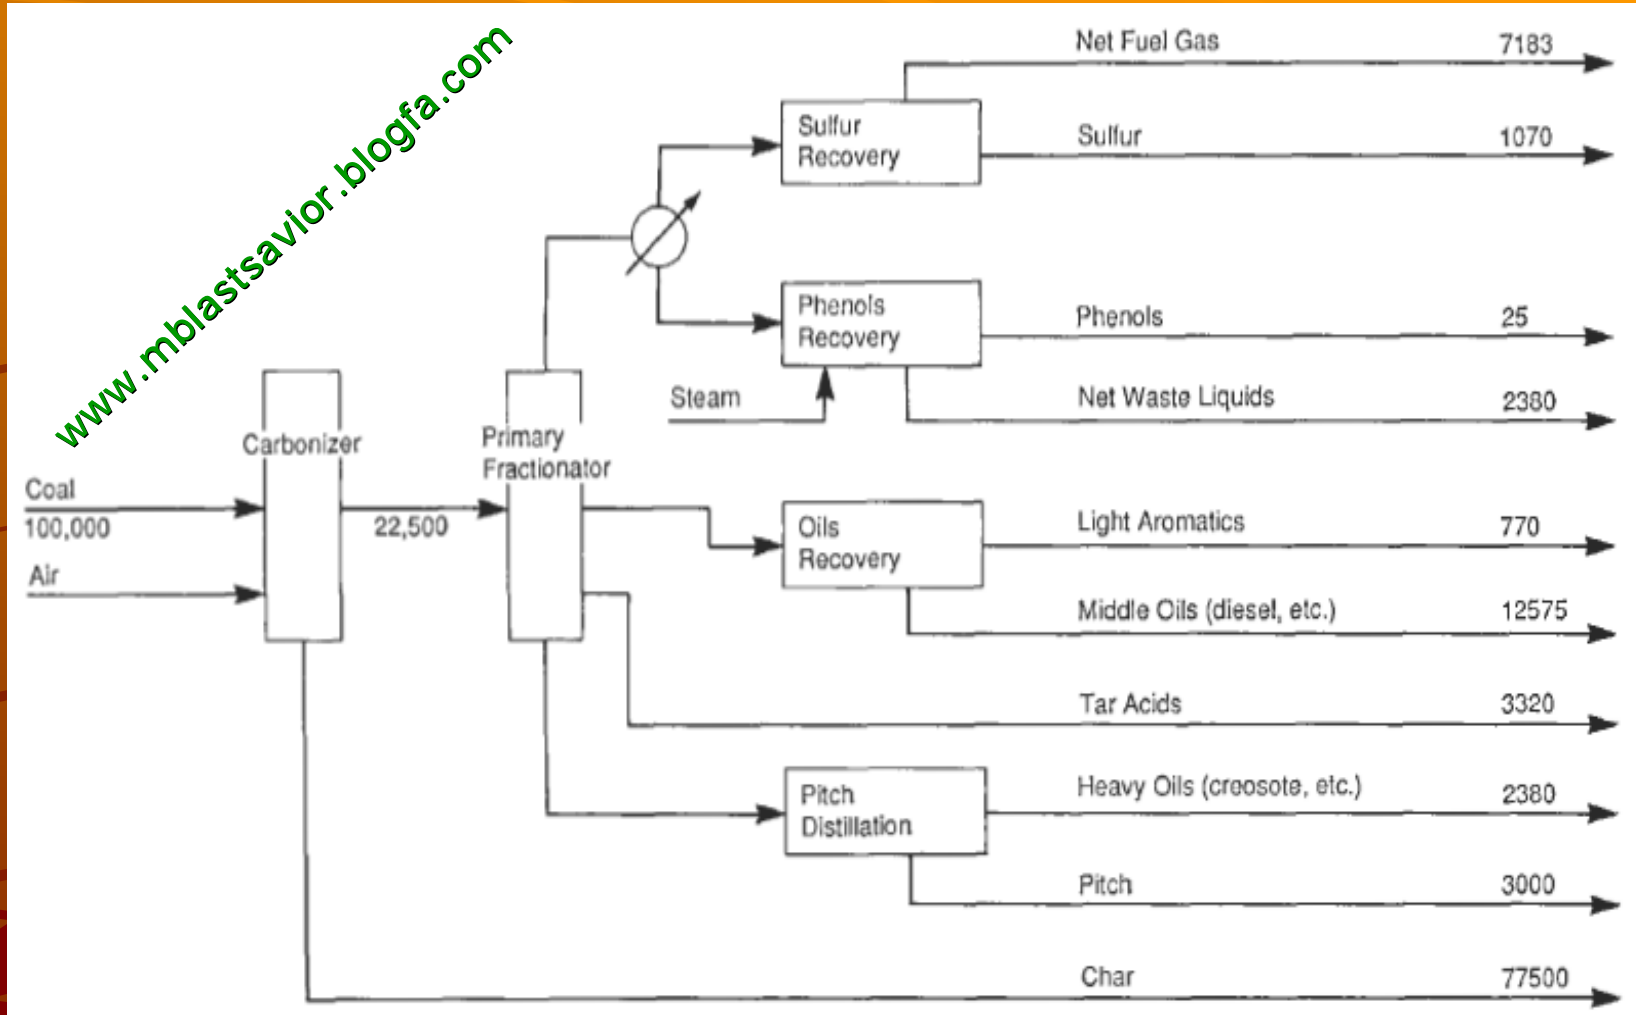 www.mblastsavior.blogfa.com
Net Fuel Gas 7183
Sulfur
Recovery
Sulfur 1070
Phenols
Recovery
Phenols 25
Steam
Net Waste Liquids 2380
Carbonizer
Primary
Fractionator
Coal
100,000
22,500
Air
Oils
Recovery
Light Aromatics 770
Middle Oils (diesel, etc.) 12575
Tar Acids 3320
Pitch
Distillation
Heavy Oils (creosote, etc.) 2380
Pitch 3000
Char 77500